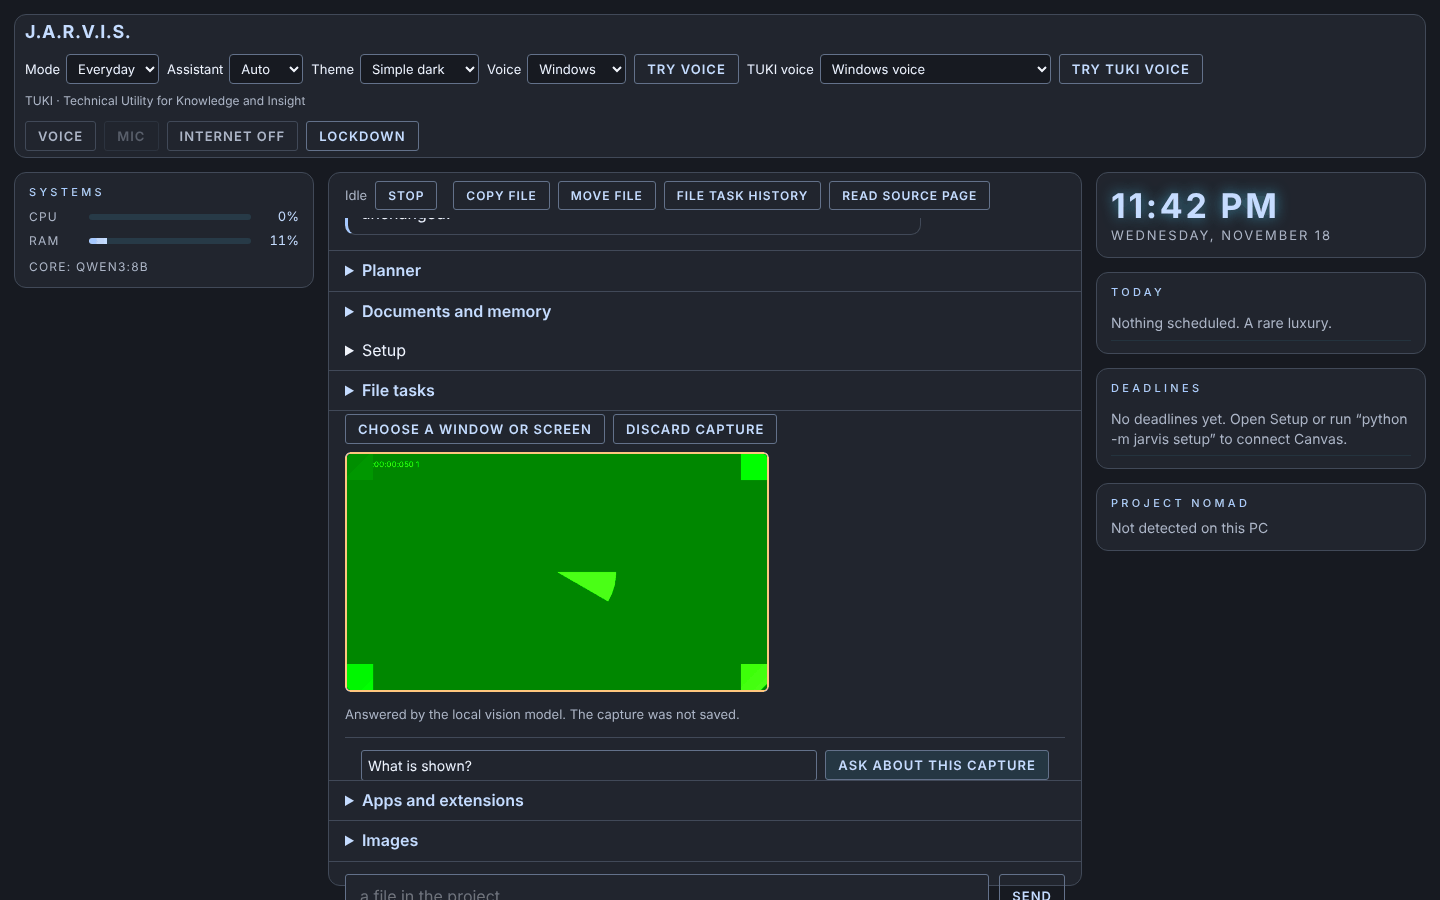 J.A.R.V.I.S.
Mode Everyday Assistant Auto Theme Simple dark Voice Windows TRY VOICE TUKI voice Windows voice TRY TUKI VOICE
TUKI · Technical Utility for Knowledge and Insight
VOICE MIC INTERNET OFF LOCKDOWN
SYSTEMS
CPU 0%
RAM 11%
CORE: QWEN3:8B
Idle STOP COPY FILE MOVE FILE FILE TASK HISTORY READ SOURCE PAGE
Planner
Documents and memory
Setup
File tasks
CHOOSE A WINDOW OR SCREEN DISCARD CAPTURE
Answered by the local vision model. The capture was not saved.
What is shown? ASK ABOUT THIS CAPTURE
Apps and extensions
Images
a file in the project SEND
11:42 PM
WEDNESDAY, NOVEMBER 18
TODAY
Nothing scheduled. A rare luxury.
DEADLINES
No deadlines yet. Open Setup or run “python
-m jarvis setup” to connect Canvas.
PROJECT NOMAD
Not detected on this PC